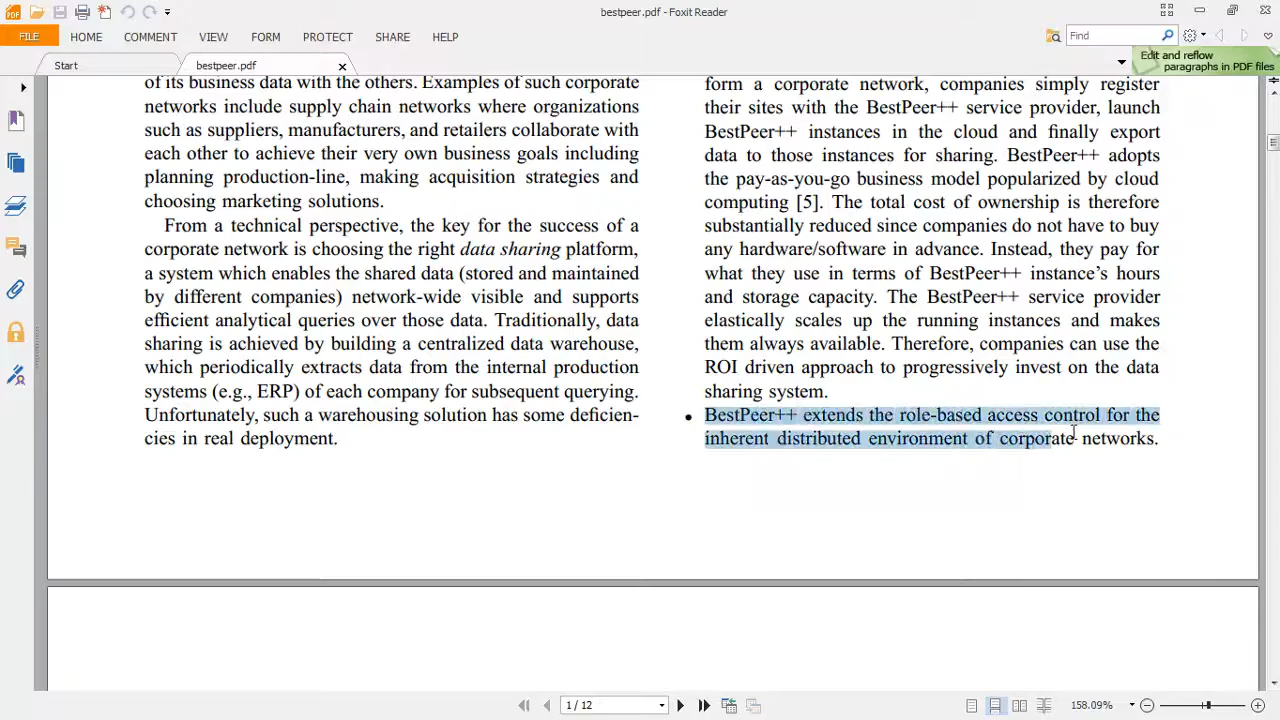 bestpeer.pdf - Foxit Reader
FILE
HOME
COMMENT
VIEW
FORM
PROTECT
SHARE
HELP
Find
Start
bestpeer.pdf
Edit and reflow
paragraphs in PDF files
of its business data with the others. Examples of such corporate
networks include supply chain networks where organizations
such as suppliers, manufacturers, and retailers collaborate with
each other to achieve their very own business goals including
planning production-line, making acquisition strategies and
choosing marketing solutions.
From a technical perspective, the key for the success of a
corporate network is choosing the right data sharing platform,
a system which enables the shared data (stored and maintained
by different companies) network-wide visible and supports
efficient analytical queries over those data. Traditionally, data
sharing is achieved by building a centralized data warehouse,
which periodically extracts data from the internal production
systems (e.g., ERP) of each company for subsequent querying.
Unfortunately, such a warehousing solution has some deficien-
cies in real deployment.
form a corporate network, companies simply register
their sites with the BestPeer++ service provider, launch
BestPeer++ instances in the cloud and finally export
data to those instances for sharing. BestPeer++ adopts
the pay-as-you-go business model popularized by cloud
computing [5]. The total cost of ownership is therefore
substantially reduced since companies do not have to buy
any hardware/software in advance. Instead, they pay for
what they use in terms of BestPeer++ instance's hours
and storage capacity. The BestPeer++ service provider
elastically scales up the running instances and makes
them always available. Therefore, companies can use the
ROI driven approach to progressively invest on the data
sharing system.
• BestPeer++ extends the role-based access control for the
inherent distributed environment of corporate networks.
1 / 12
158.09%